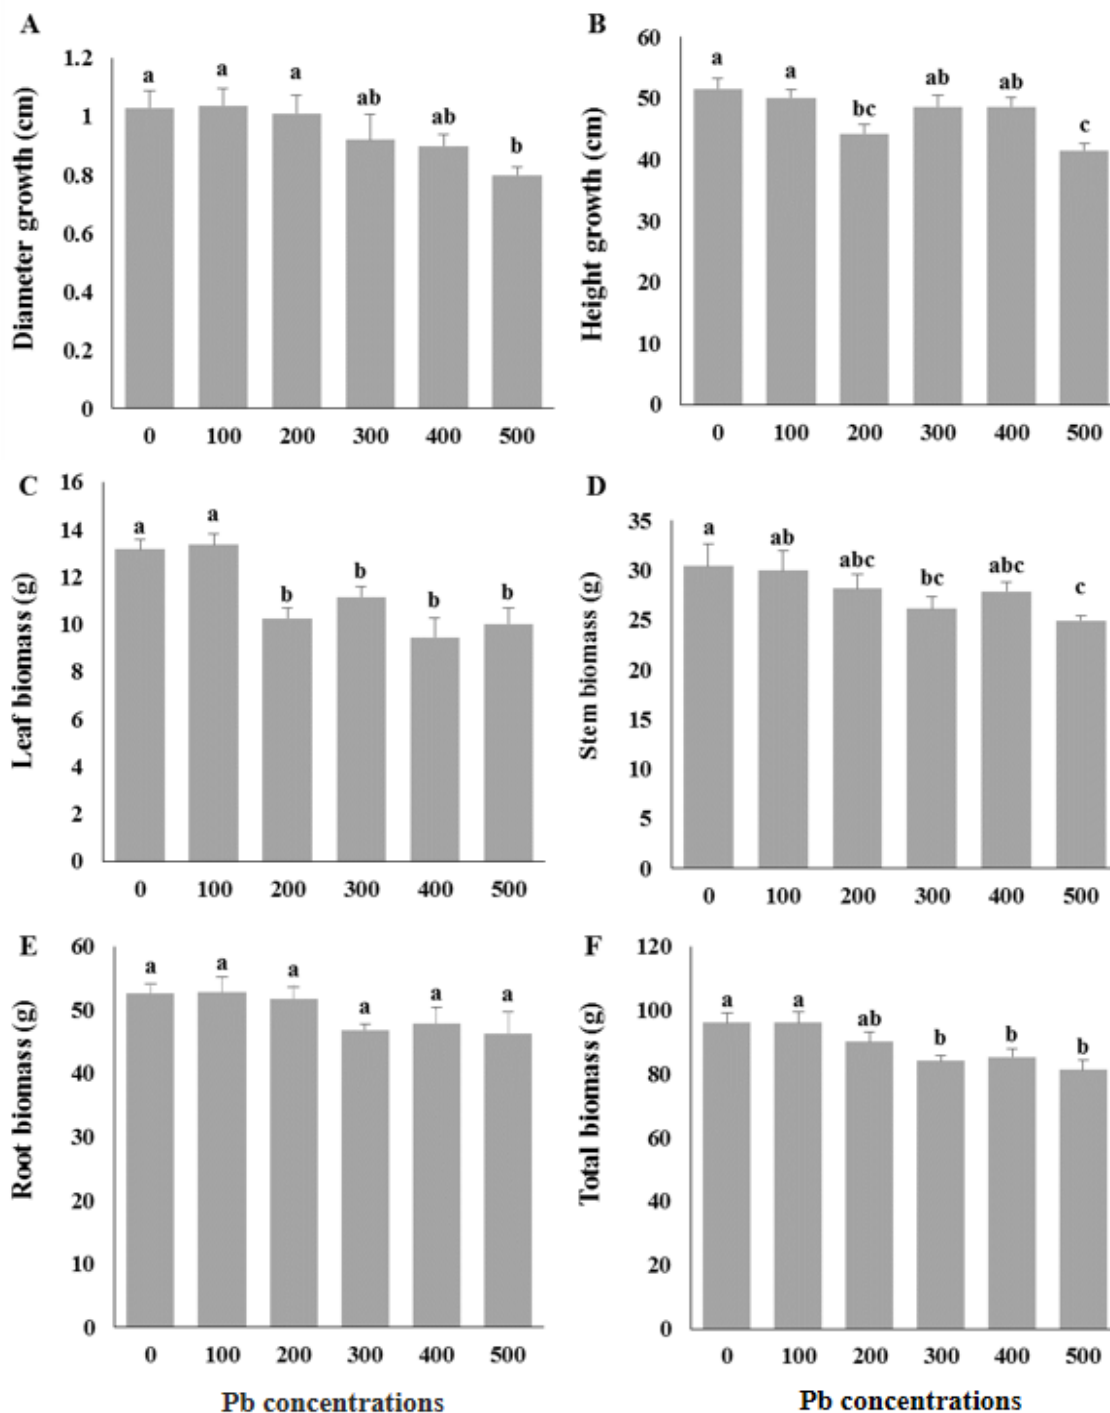 A
Diameter growth (cm)
1.2
1
0.8
0.6
0.4
0.2
0
a a a ab ab b
0 100 200 300 400 500
B
Height growth (cm)
60
50
40
30
20
10
0
a a bc ab ab c
0 100 200 300 400 500
C
Leaf biomass (g)
16
14
12
10
8
6
4
2
0
a a b b b b
0 100 200 300 400 500
D
Stem biomass (g)
35
30
25
20
15
10
5
0
a ab abc bc abc c
0 100 200 300 400 500
E
Root biomass (g)
60
50
40
30
20
10
0
a a a a a a
0 100 200 300 400 500
Pb concentrations
F
Total biomass (g)
120
100
80
60
40
20
0
a a ab b b b
0 100 200 300 400 500
Pb concentrations